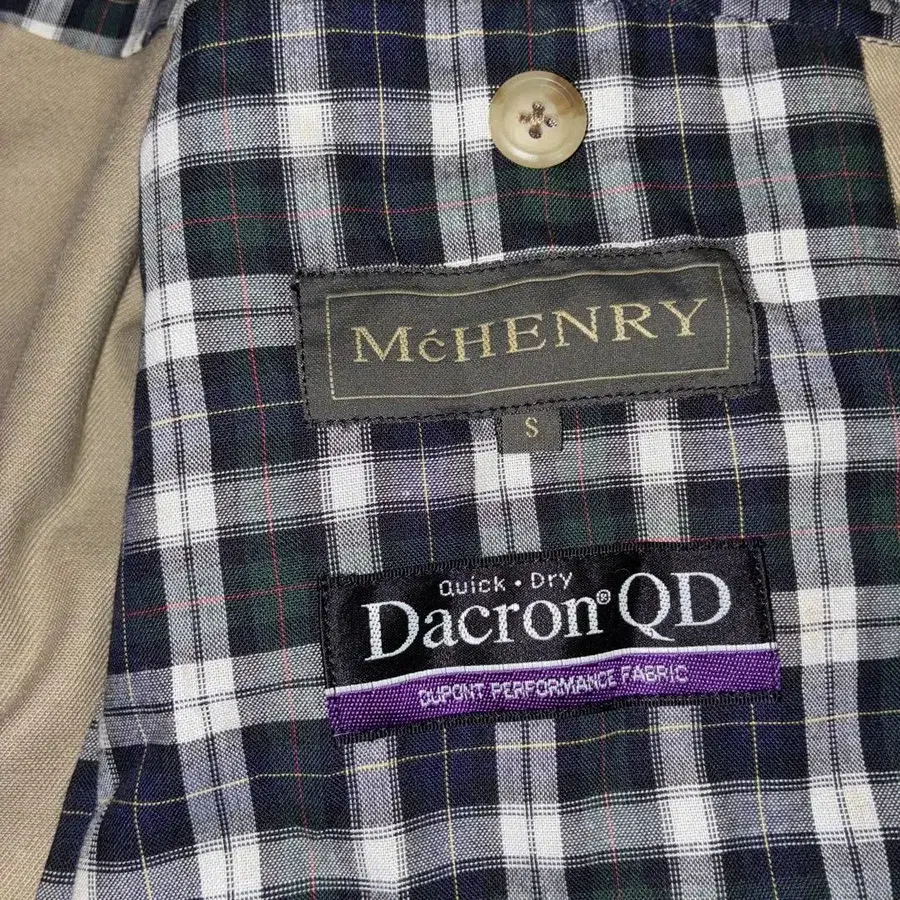 McHENRY
S
Quick • Dry
Dacron® QD
DUPONT PERFORMANCE FABRIC